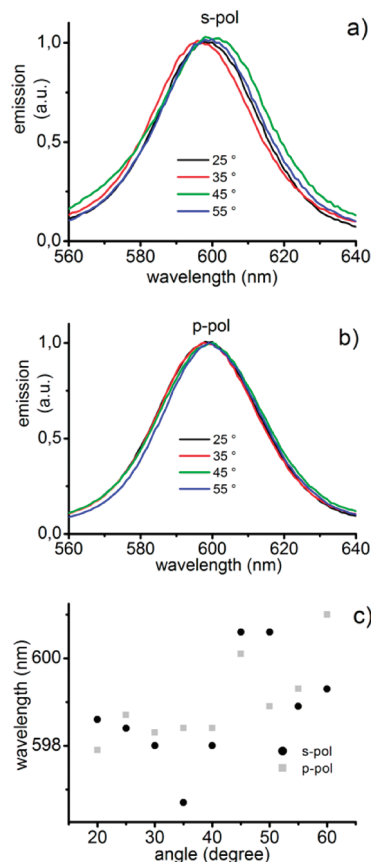 s-pol
a)
emission
(a.u.)
1,0
0,5
0,0
25 °
35 °
45 °
55 °
560 580 600 620 640
wavelength (nm)
p-pol
b)
emission
(a.u.)
1,0
0,5
0,0
25 °
35 °
45 °
55 °
560 580 600 620 640
wavelength (nm)
c)
wavelength (nm)
600
598
s-pol
p-pol
20 30 40 50 60
angle (degree)